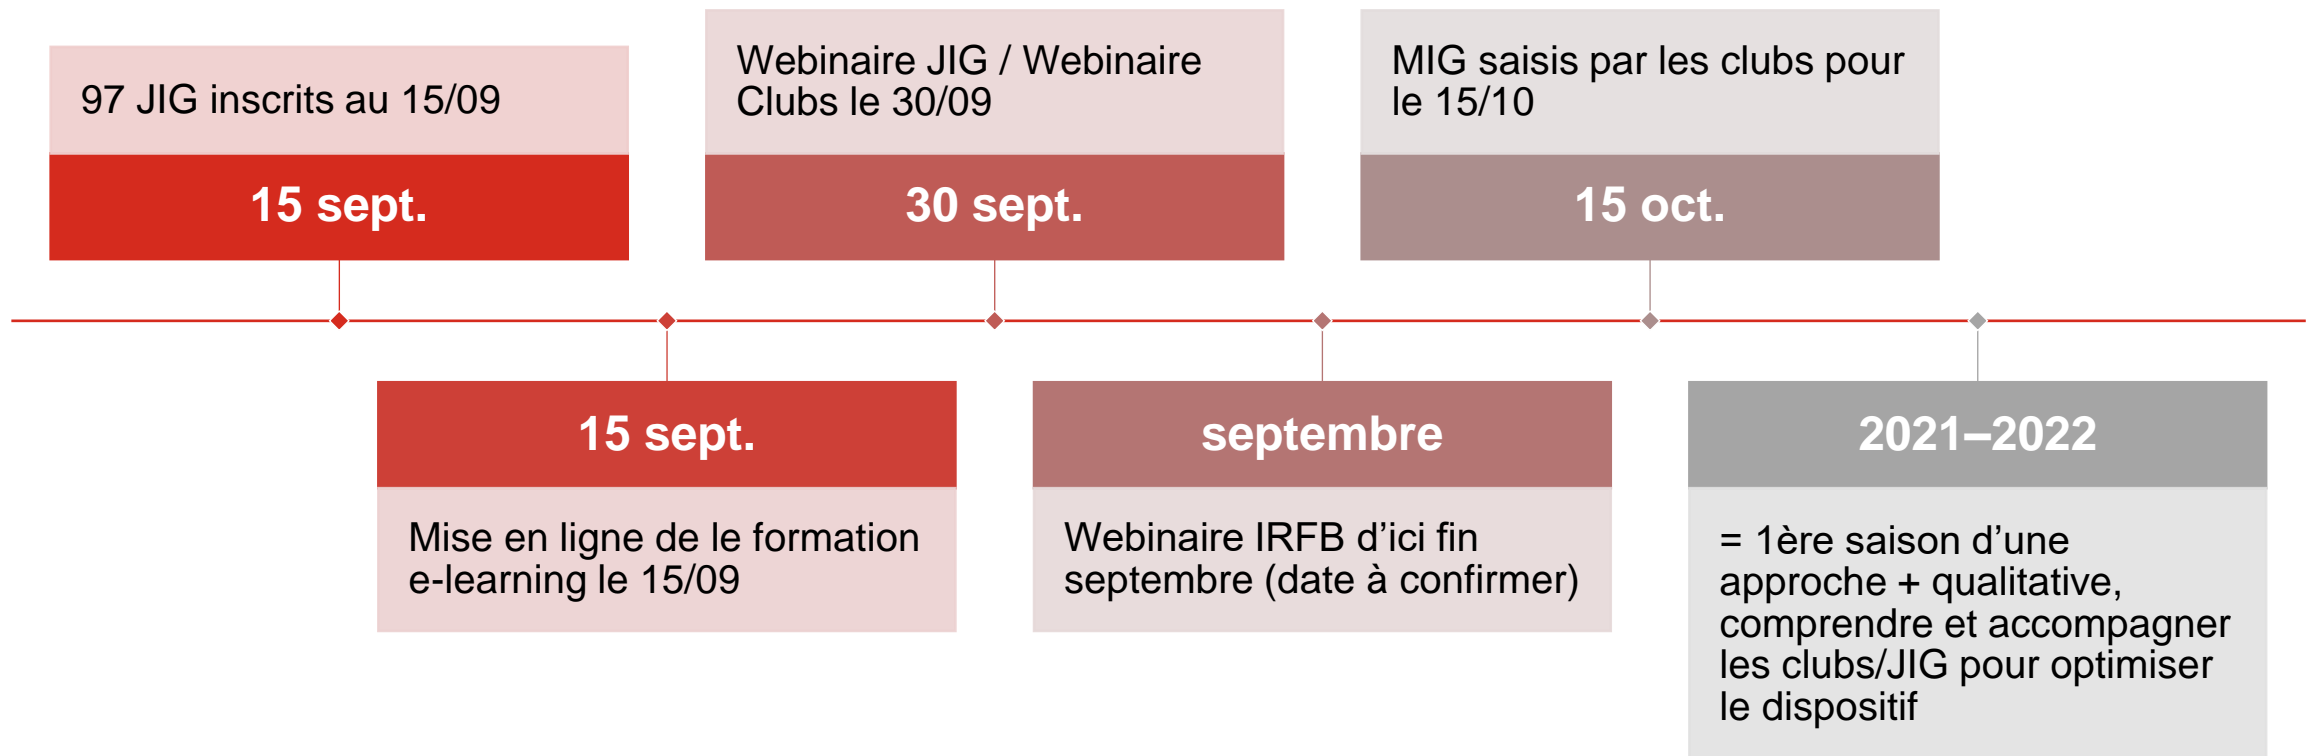 97 JIG inscrits au 15/09
15 sept.
Mise en ligne de le formation
e-learning le 15/09
15 sept.
Webinaire JIG / Webinaire
Clubs le 30/09
30 sept.
septembre
Webinaire IRFB d’ici fin
septembre (date à confirmer)
MIG saisis par les clubs pour
le 15/10
15 oct.
2021–2022
= 1ère saison d’une
approche + qualitative,
comprendre et accompagner
les clubs/JIG pour optimiser
le dispositif